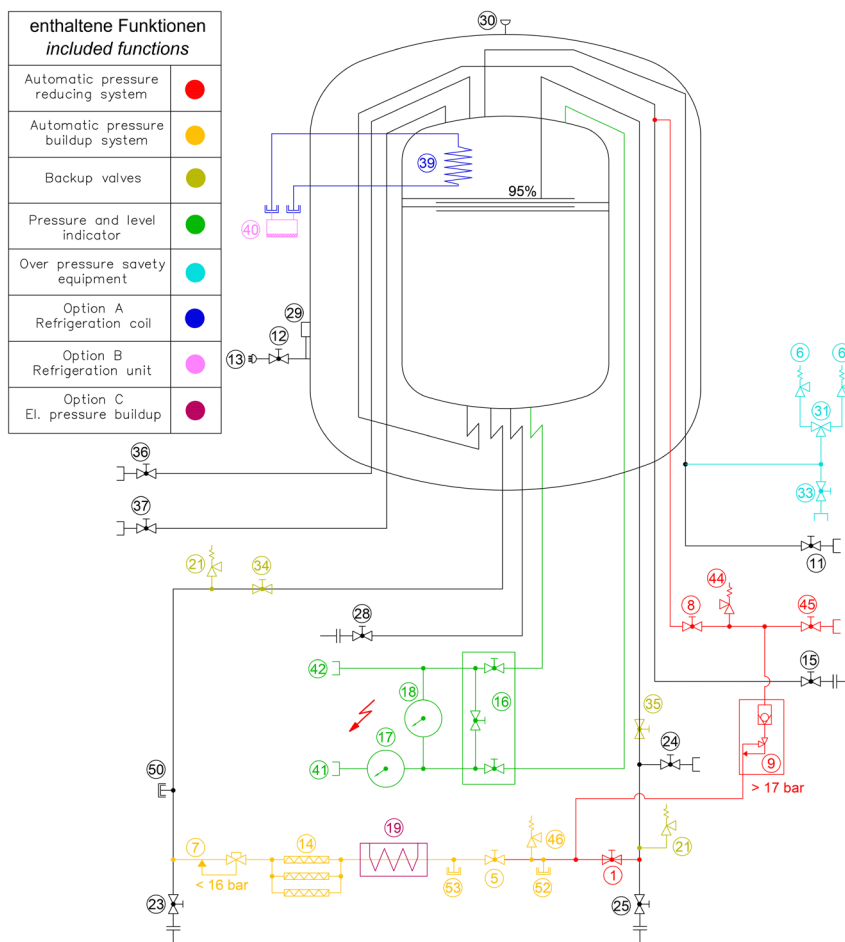 enthaltene Funktionen
included functions
Automatic pressure
reducing system
Automatic pressure
buildup system
Backup valves
Pressure and level
indicator
Over pressure savety
equipment
Option A
Refrigeration coil
Option B
Refrigeration unit
Option C
El. pressure buildup
30
39
95%
40
29
12
13
6
6
31
33
36
37
11
21
34
44
8
45
28
15
42
18
16
35
17
24
41
9
50
> 17 bar
7
14
19
46
21
< 16 bar
53
5
52
1
23
25